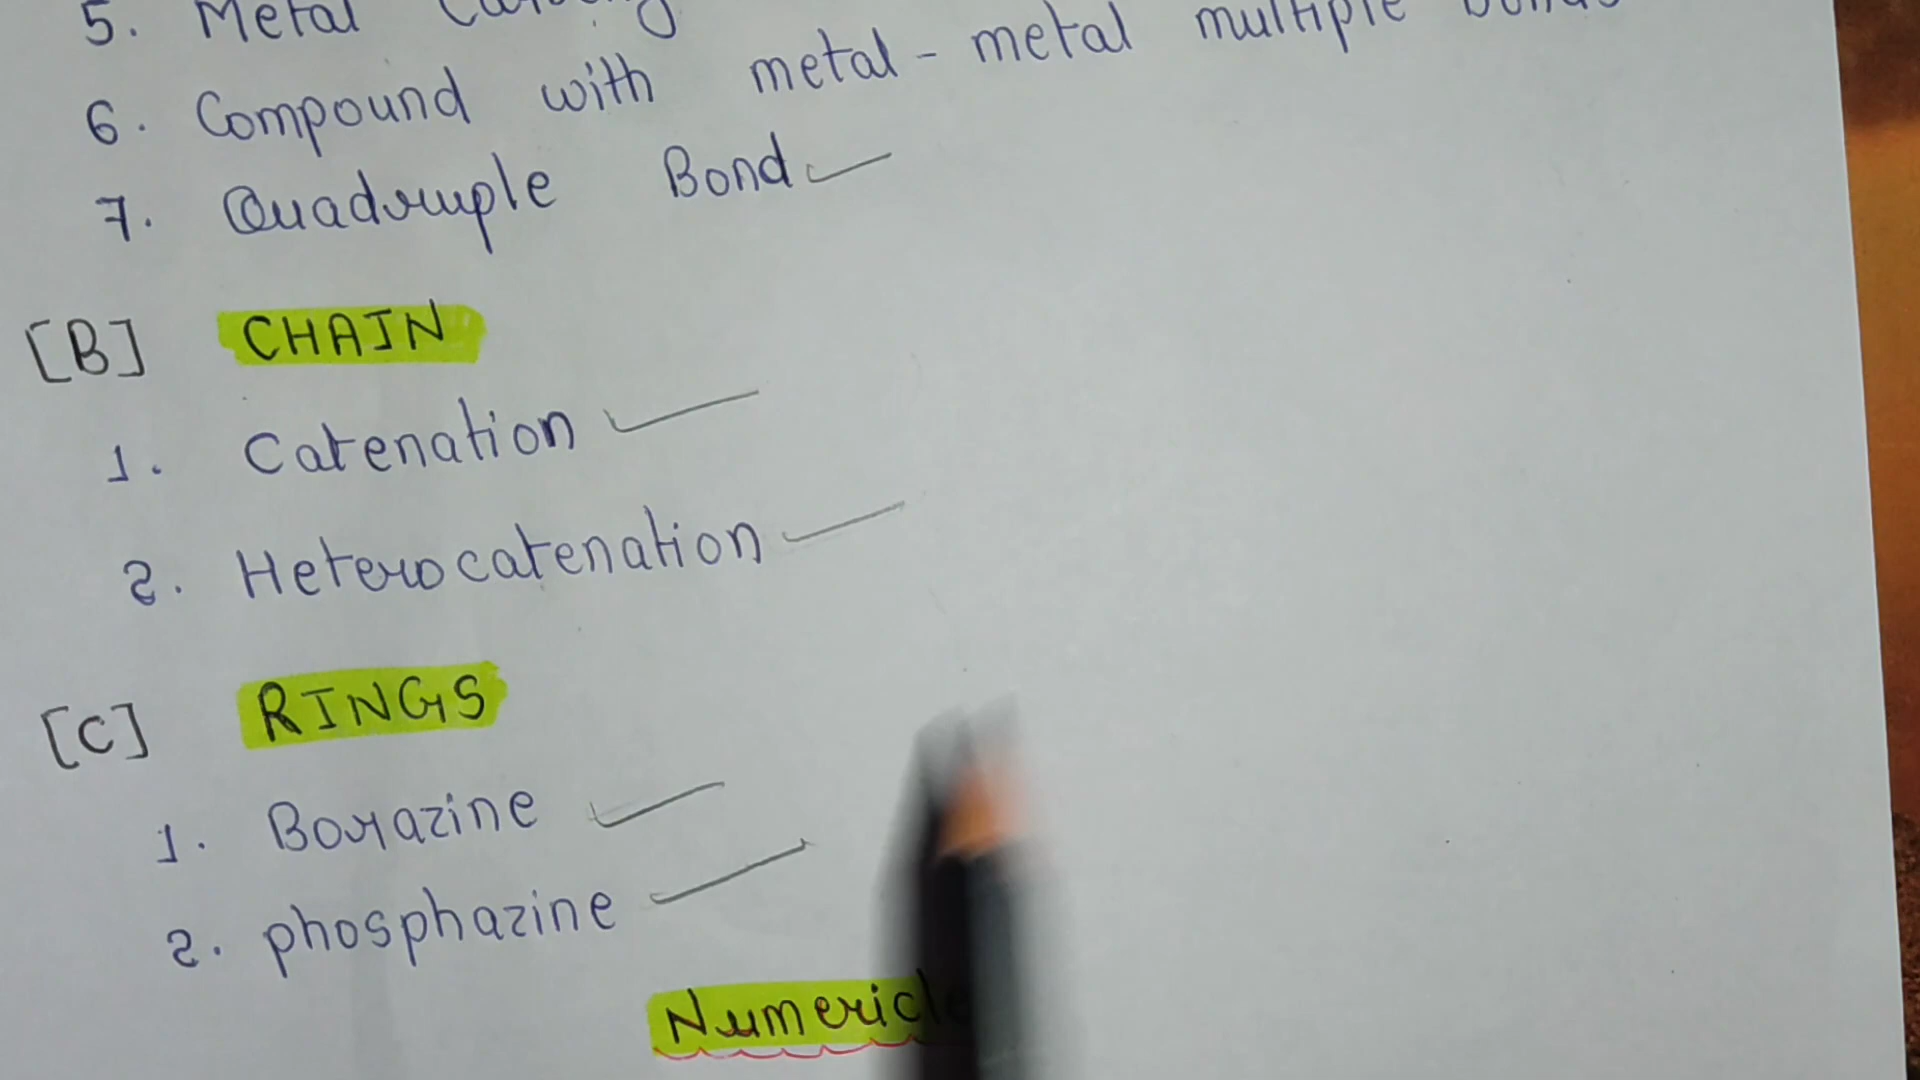 5. Metal
6. Compound with metal - metal multiple
7. Quadruple Bond
[B] CHAIN
1. Catenation
2. Heterocatenation
[C] RINGS
1. Borazine
2. phosphazine